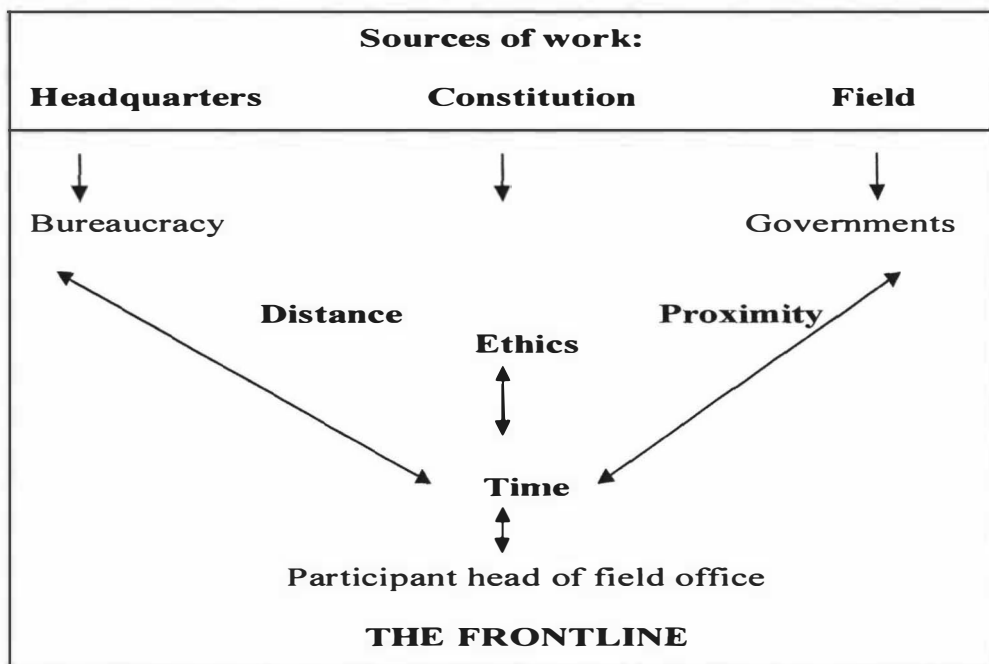 Sources of work:
Headquarters Constitution Field
Bureaucracy Governments
Distance Proximity
Ethics
Time
Participant head of field office
THE FRONTLINE